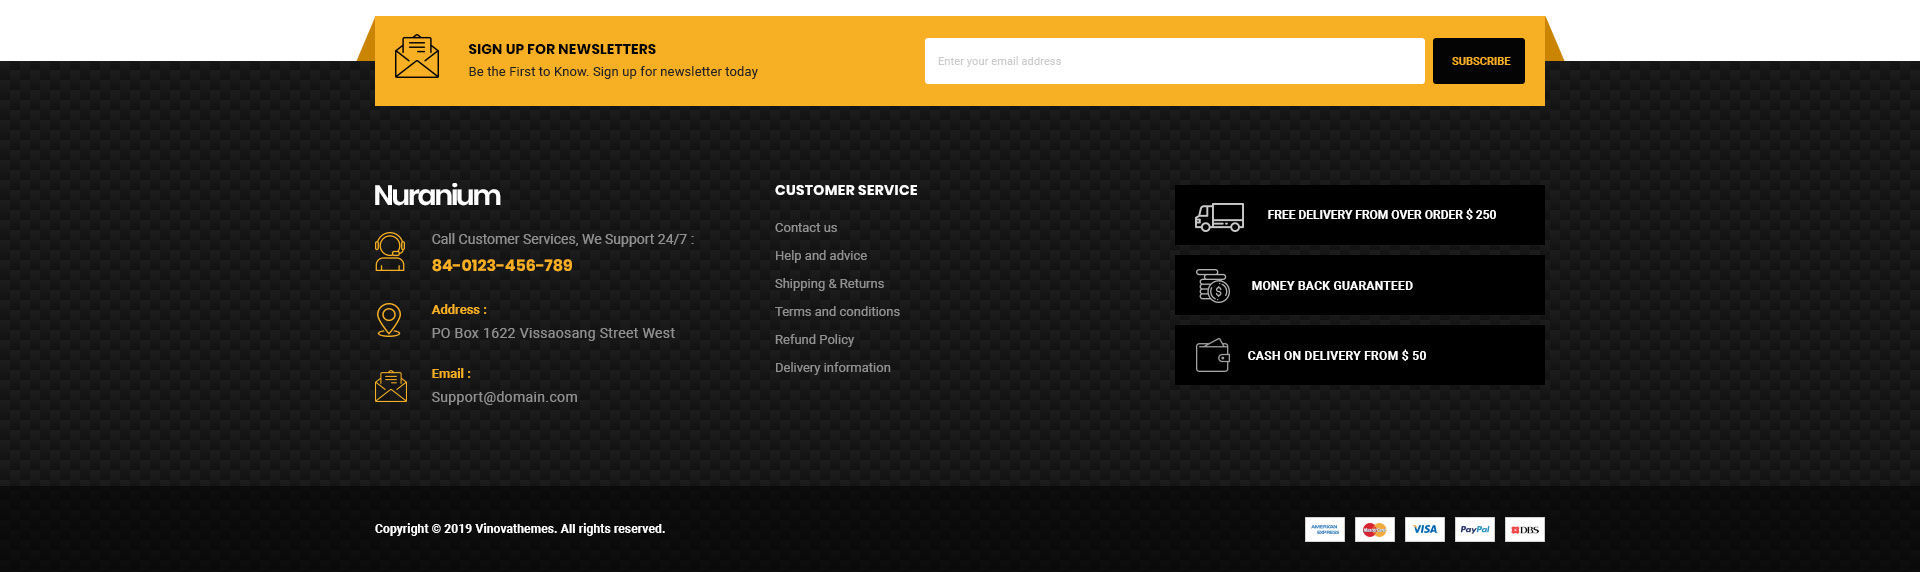 SIGN UP FOR NEWSLETTERS
Be the First to Know. Sign up for newsletter today
Enter your email address
SUBSCRIBE
Nuranium
Call Customer Services, We Support 24/7 :
84-0123-456-789
Address :
PO Box 1622 Vissaosang Street West
Email :
Support@domain.com
CUSTOMER SERVICE
Contact us
Help and advice
Shipping & Returns
Terms and conditions
Refund Policy
Delivery information
FREE DELIVERY FROM OVER ORDER $ 250
MONEY BACK GUARANTEED
CASH ON DELIVERY FROM $ 50
Copyright © 2019 Vinovathemes. All rights reserved.
AMERICAN
EXPRESS
MasterCard
VISA
PayPal
DBS